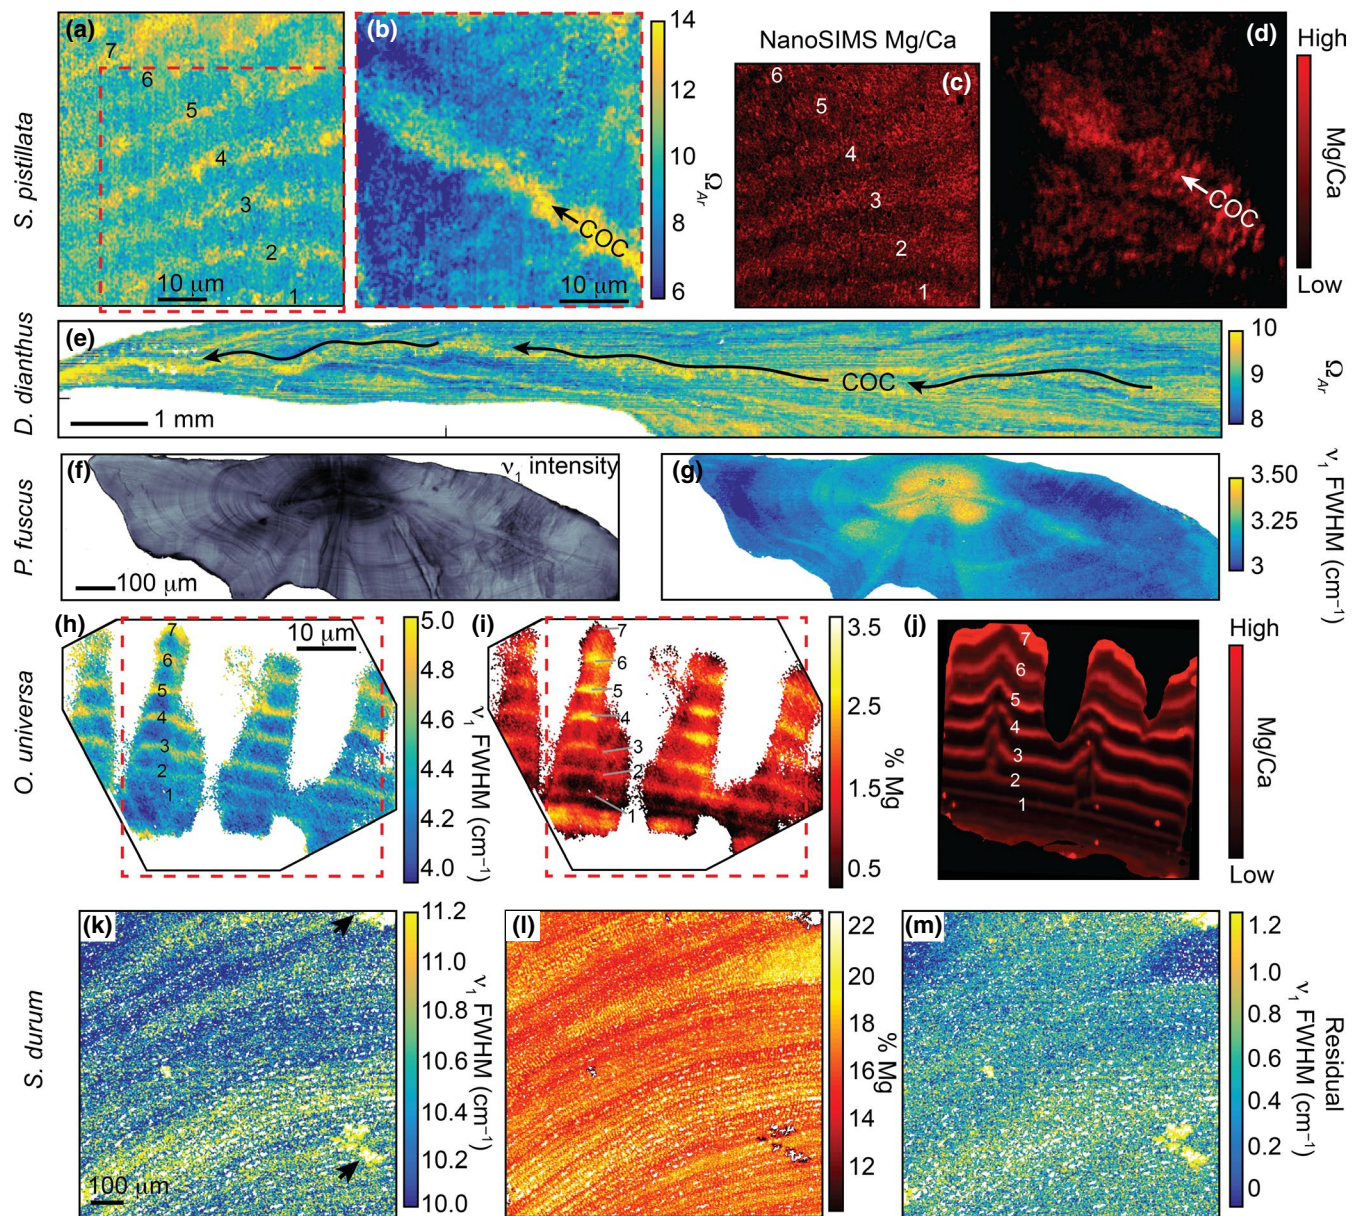 S. pistillata
(a)
7
6
5
4
3
2
1
10 μm
(b)
COC
10 μm
14
12
10
8
6
Ω_Ar
NanoSIMS Mg/Ca
(c)
6
5
4
3
2
1
(d)
COC
High
Mg/Ca
Low
D. dianthus
(e)
COC
1 mm
10
9
8
Ω_Ar
P. fuscus
(f)
ν₁ intensity
100 μm
(g)
3.50
3.25
3
ν₁ FWHM (cm⁻¹)
O. universa
(h)
7
6
5
4
3
2
1
10 μm
5.0
4.8
4.6
4.4
4.2
4.0
ν₁ FWHM (cm⁻¹)
(i)
7
6
5
4
3
2
1
3.5
2.5
1.5
0.5
% Mg
(j)
7
6
5
4
3
2
1
High
Mg/Ca
Low
S. durum
(k)
100 μm
11.2
11.0
10.8
10.6
10.4
10.2
10.0
ν₁ FWHM (cm⁻¹)
(l)
22
20
18
16
14
12
% Mg
(m)
1.2
1.0
0.8
0.6
0.4
0.2
0
Residual
ν₁ FWHM (cm⁻¹)